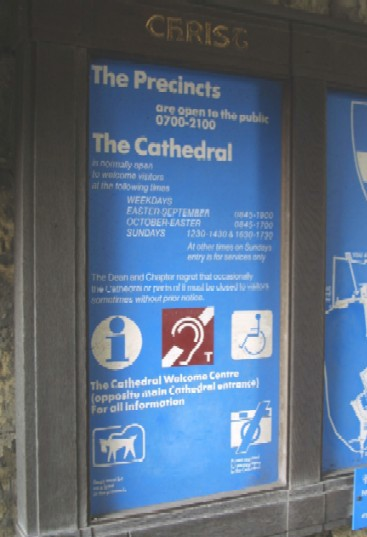 CHRIST
The Precincts
are open to the public
0700-2100
The Cathedral
is normally open
to welcome visitors
at the following times
WEEKDAYS
EASTER-SEPTEMBER 0845-1900
OCTOBER-EASTER 0845-1700
SUNDAYS 1230-1430 & 1630-1730
At other times on Sundays
entry is for services only.
The Dean and Chapter regret that occasionally
the Cathedral or parts of it must be closed to visitors
sometimes without prior notice.
i
T
The Cathedral Welcome Centre
(opposite main Cathedral entrance)
For all information